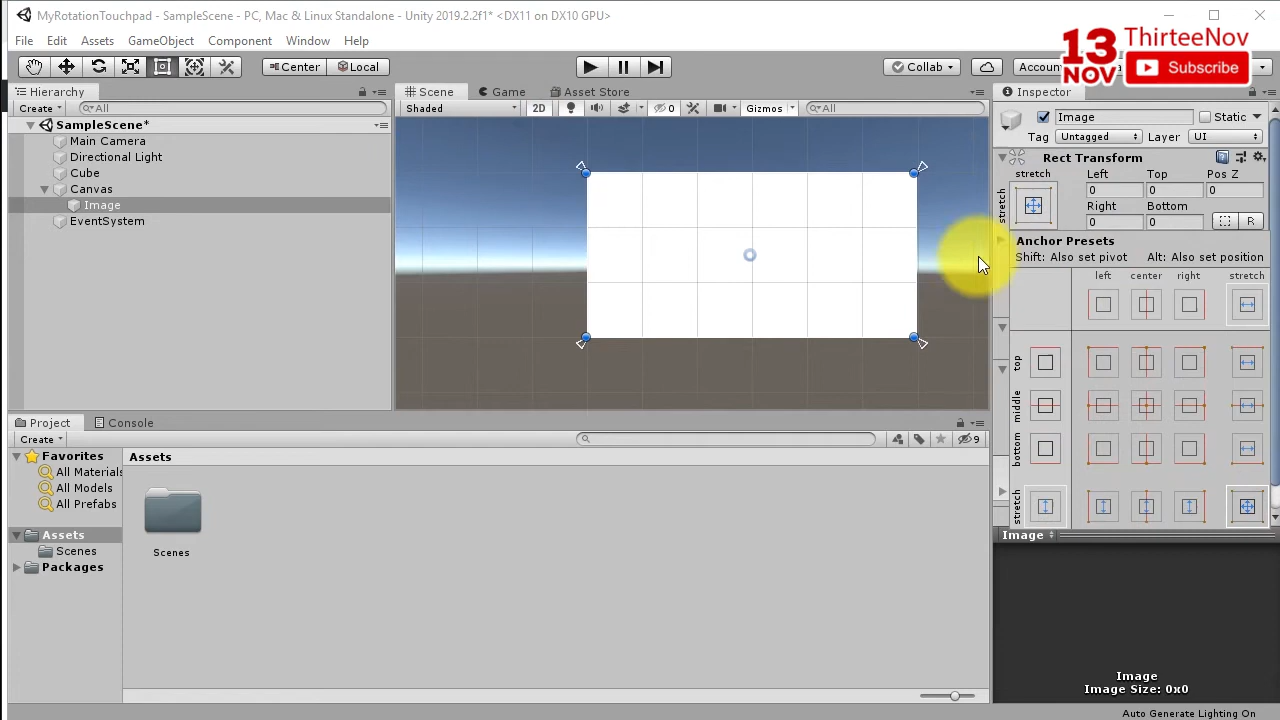 MyRotationTouchpad - SampleScene - PC, Mac & Linux Standalone - Unity 2019.2.2f1* <DX11 on DX10 GPU>
File Edit Assets GameObject Component Window Help
13 NOV ThirteeNov
Subscribe
Center Local Collab Accoun
Hierarchy Scene Game Asset Store Inspector
Create All Shaded 2D 0 Gizmos All
SampleScene*
Main Camera
Directional Light
Cube
Canvas
Image
EventSystem
Image Static
Tag Untagged Layer UI
Rect Transform
stretch Left Top Pos Z
stretch 0 0 0
Right Bottom
0 0 R
Anchor Presets
Shift: Also set pivot Alt: Also set position
left center right stretch
top
middle
bottom
stretch
Project Console
Create 9
Favorites
All Materials
All Models
All Prefabs
Assets
Scenes
Packages
Assets
Scenes
Image
Image
Image Size: 0x0
Auto Generate Lighting On